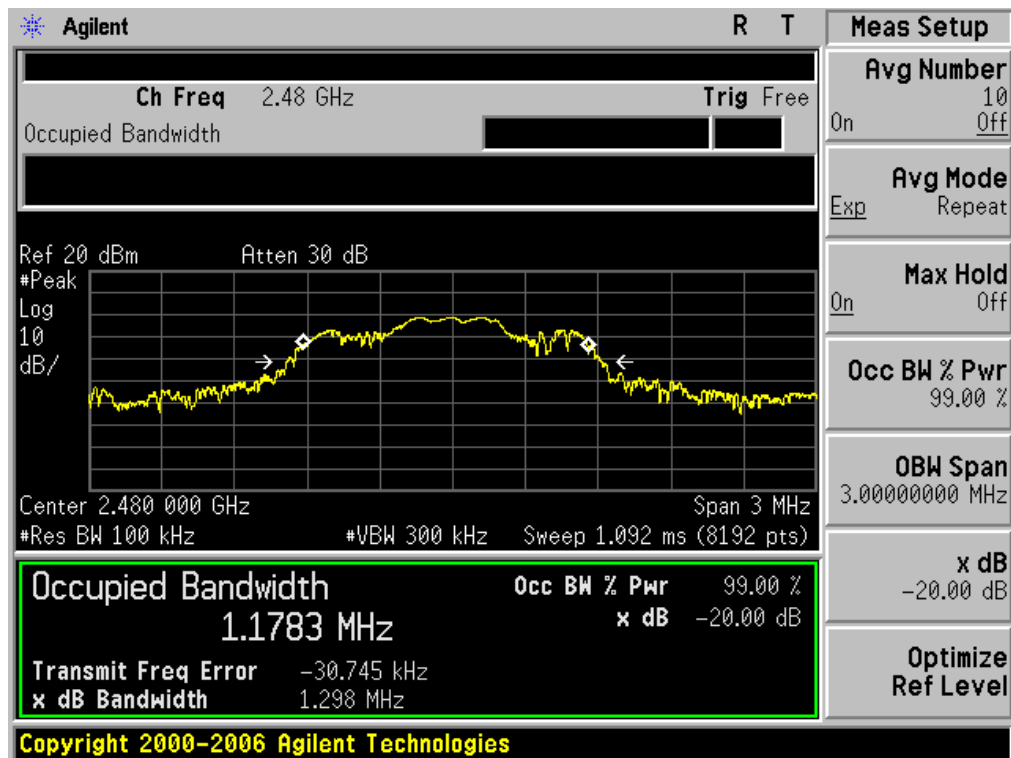 Agilent R T
Ch Freq 2.48 GHz Trig Free
Occupied Bandwidth
Ref 20 dBm Atten 30 dB
#Peak
Log
10
dB/
Center 2.480 000 GHz Span 3 MHz
#Res BW 100 kHz #VBW 300 kHz Sweep 1.092 ms (8192 pts)
Occupied Bandwidth Occ BW % Pwr 99.00 %
1.1783 MHz x dB -20.00 dB
Transmit Freq Error -30.745 kHz
x dB Bandwidth 1.298 MHz
Copyright 2000-2006 Agilent Technologies
Meas Setup
Avg Number
10
On Off
Avg Mode
Exp Repeat
Max Hold
On Off
Occ BW % Pwr
99.00 %
OBW Span
3.00000000 MHz
x dB
-20.00 dB
Optimize
Ref Level